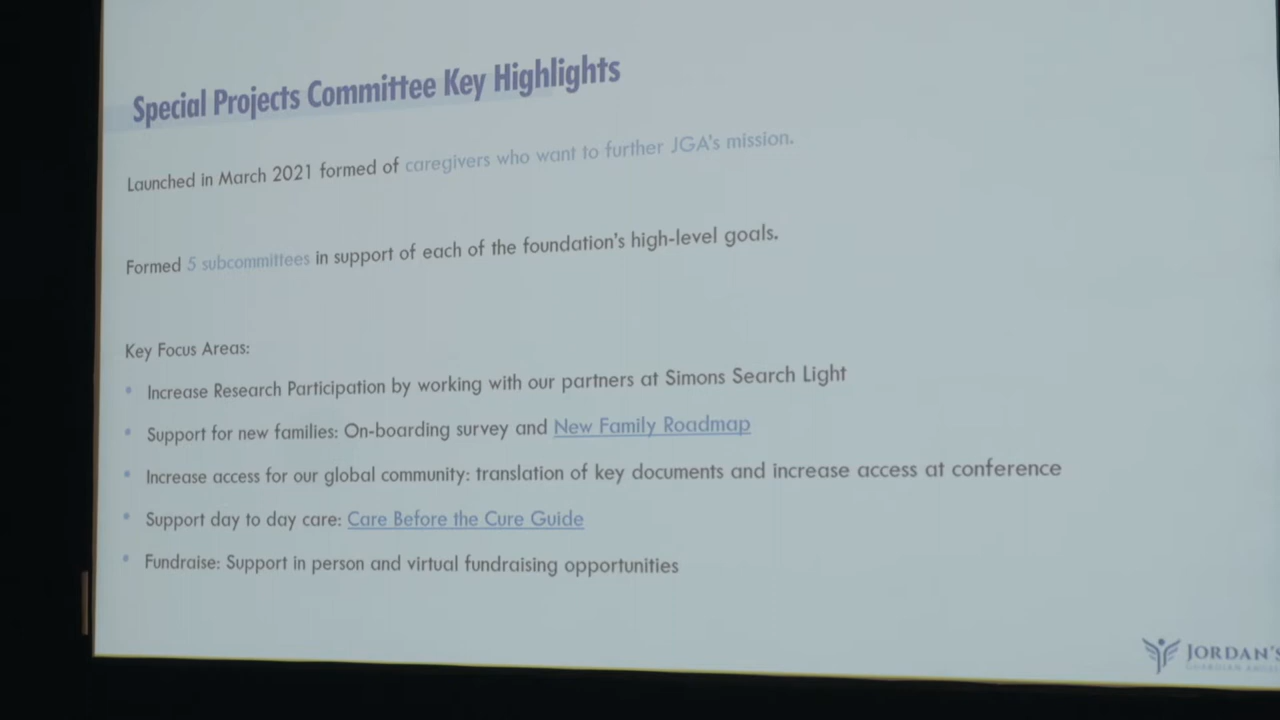 Special Projects Committee Key Highlights
Launched in March 2021 formed of caregivers who want to further JGA's mission.
Formed 5 subcommittees in support of each of the foundation's high-level goals.
Key Focus Areas:
• Increase Research Participation by working with our partners at Simons Search Light
• Support for new families: On-boarding survey and New Family Roadmap
• Increase access for our global community: translation of key documents and increase access at conference
• Support day to day care: Care Before the Cure Guide
• Fundraise: Support in person and virtual fundraising opportunities
JORDAN'S